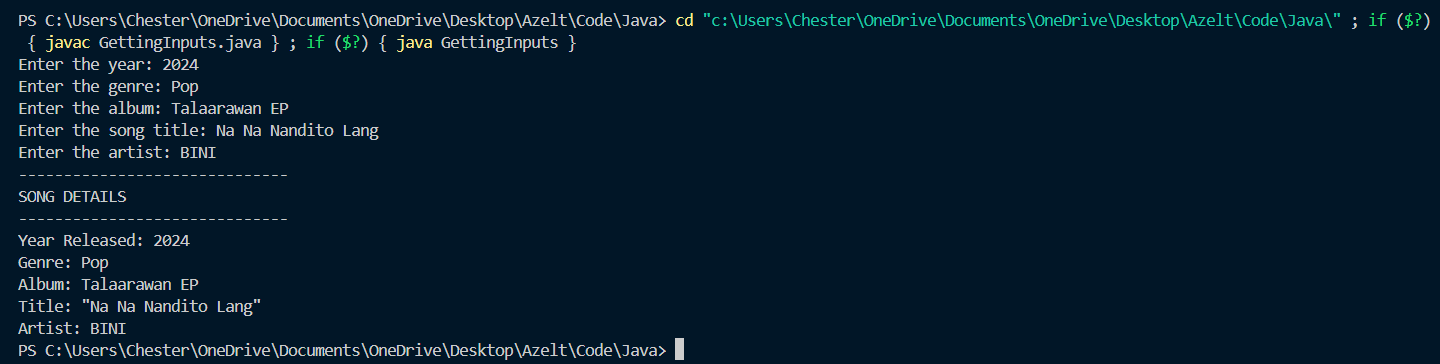 PS C:\Users\Chester\OneDrive\Documents\OneDrive\Desktop\Azelt\Code\Java> cd "c:\Users\Chester\OneDrive\Documents\OneDrive\Desktop\Azelt\Code\Java\" ; if ($?)
{ javac GettingInputs.java } ; if ($?) { java GettingInputs }
Enter the year: 2024
Enter the genre: Pop
Enter the album: Talaarawan EP
Enter the song title: Na Na Nandito Lang
Enter the artist: BINI
------------------------------
SONG DETAILS
------------------------------
Year Released: 2024
Genre: Pop
Album: Talaarawan EP
Title: "Na Na Nandito Lang"
Artist: BINI
PS C:\Users\Chester\OneDrive\Documents\OneDrive\Desktop\Azelt\Code\Java>